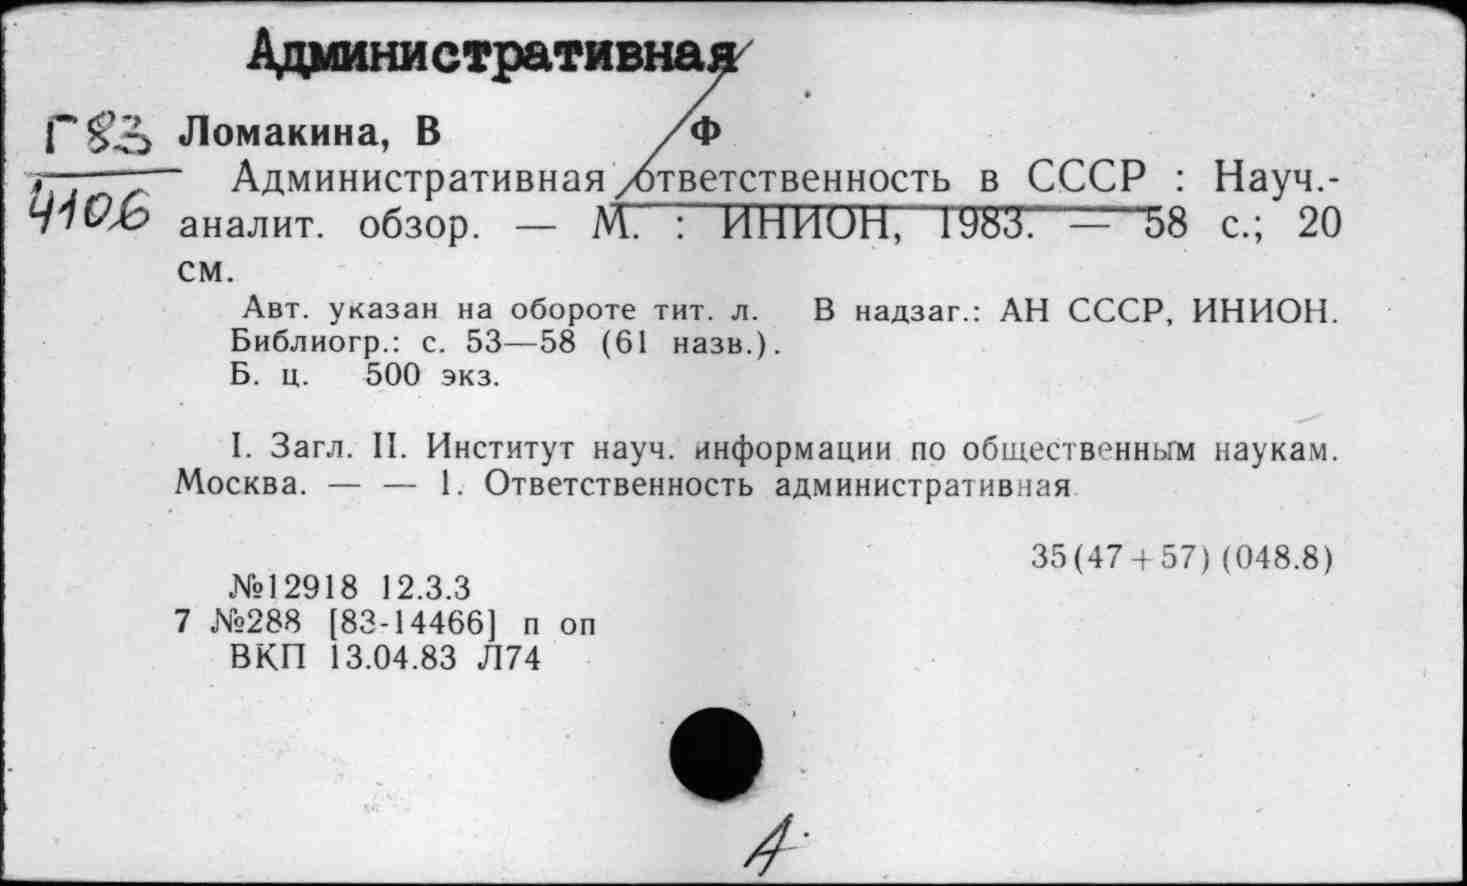 Административная
Г83 Ломакина, В Ф
4106 Административная ответственность в СССР : Науч.-
аналит. обзор. — М. : ИНИОН, 1983. — 58 с.; 20
см.
Авт. указан на обороте тит. л. В надзаг.: АН СССР, ИНИОН.
Библиогр.: с. 53—58 (61 назв.).
Б. ц. 500 экз.
I. Загл. II. Институт науч. информации по общественным наукам.
Москва. — — 1. Ответственность административная
35(47+57)(048.8)
№12918 12.3.3
7 №288 [83-14466] п оп
ВКП 13.04.83 Л74
А